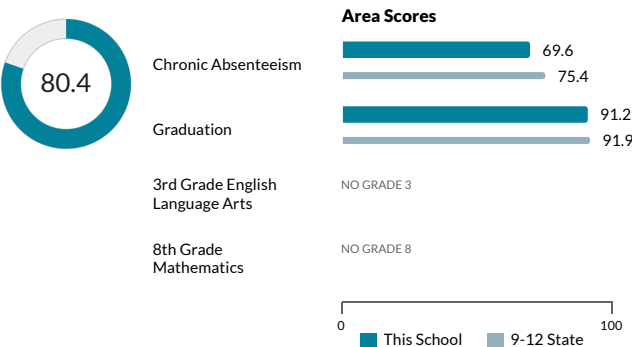 Area Scores
80.4
Chronic Absenteeism
69.6
75.4
Graduation
91.2
91.9
3rd Grade English
Language Arts
NO GRADE 3
8th Grade
Mathematics
NO GRADE 8
0
100
This School
9-12 State